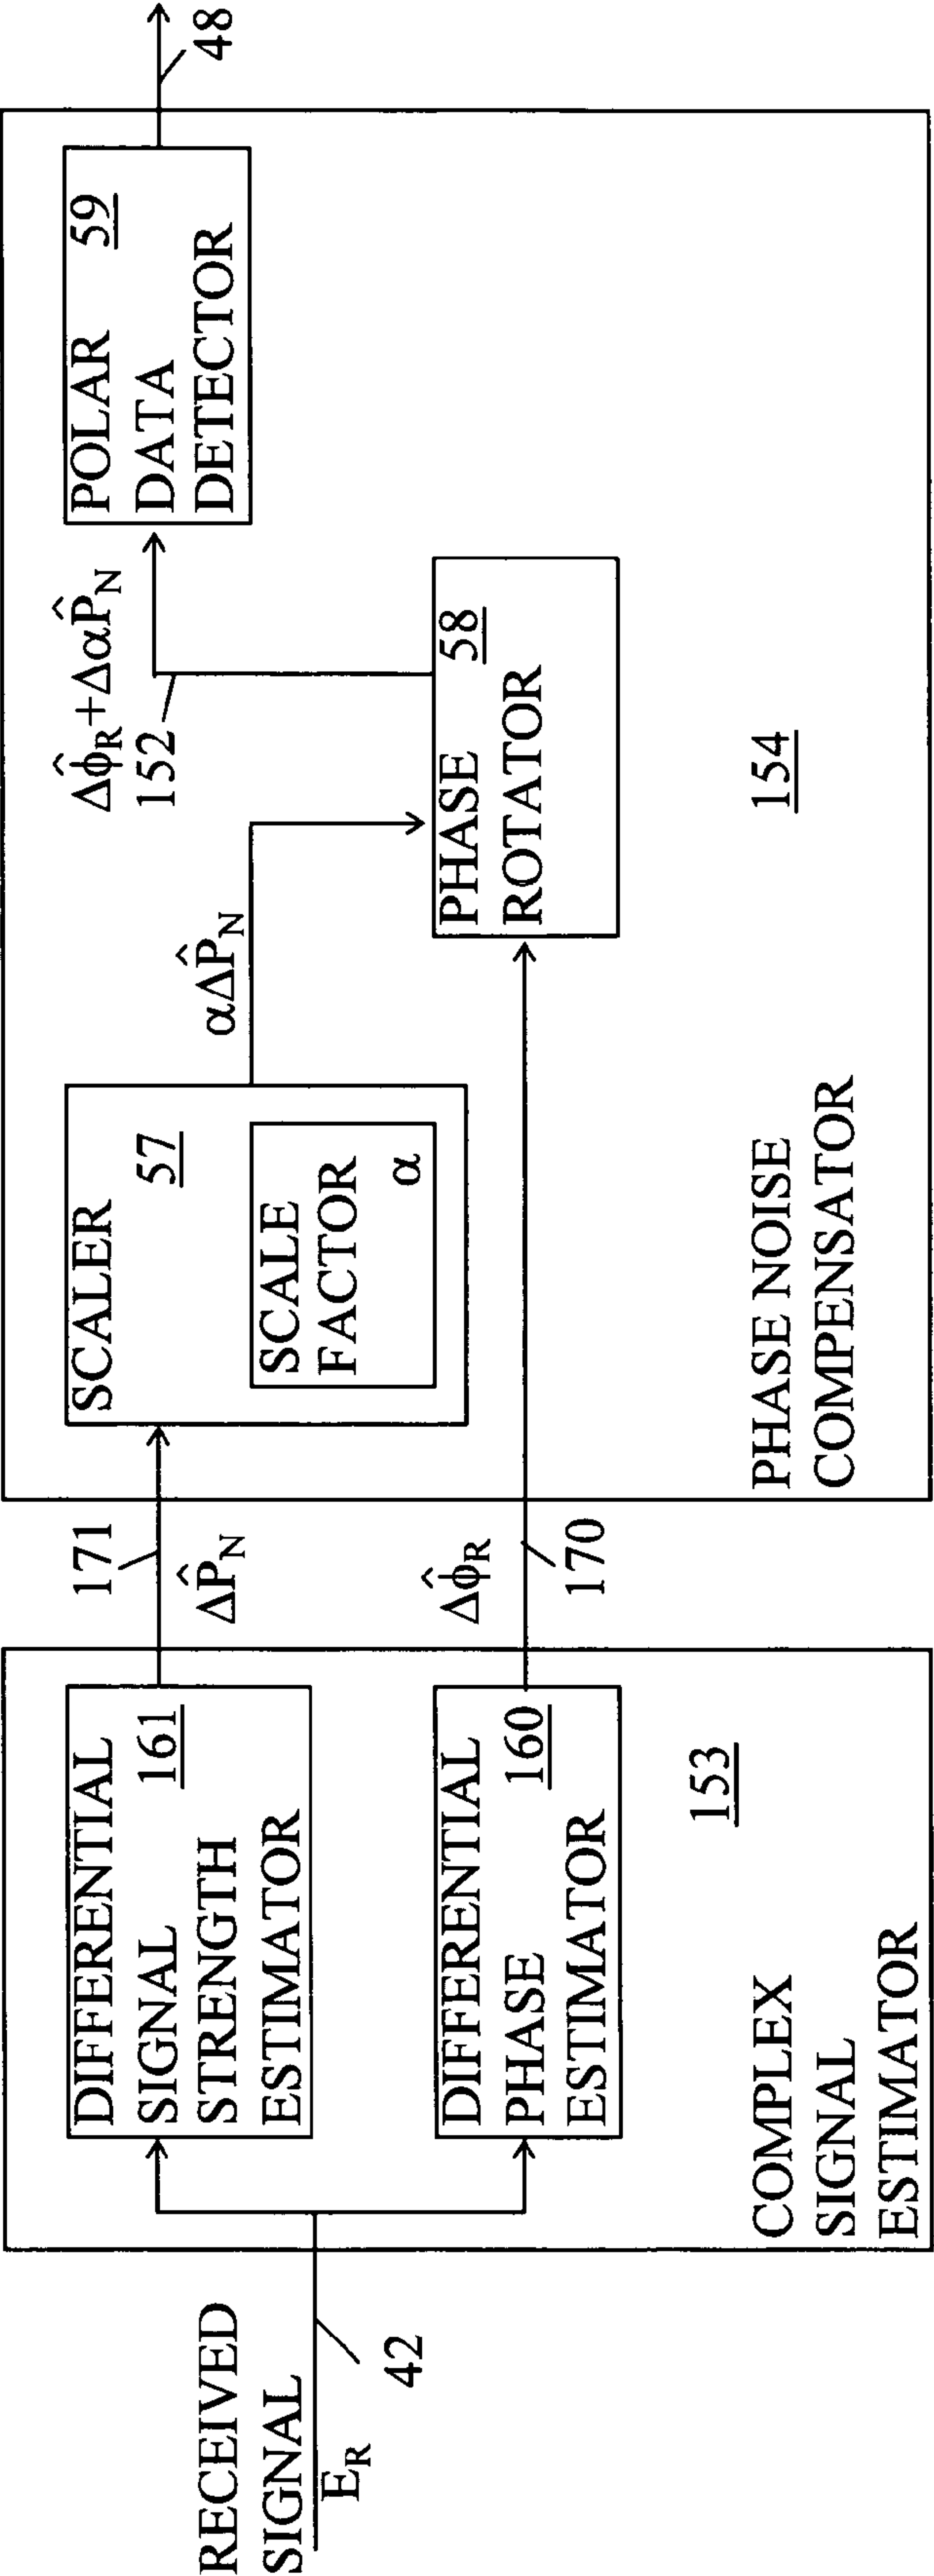 RECEIVED
SIGNAL
E_R
42
DIFFERENTIAL
SIGNAL 161
STRENGTH
ESTIMATOR
DIFFERENTIAL
PHASE 160
ESTIMATOR
153
COMPLEX
SIGNAL
ESTIMATOR
171
ΔP̂_N
Δϕ̂_R
170
SCALER
57
SCALE
FACTOR
α
αΔP̂_N
PHASE 58
ROTATOR
Δϕ̂_R+ΔαP̂_N
152
POLAR
DATA 59
DETECTOR
48
154
PHASE NOISE
COMPENSATOR